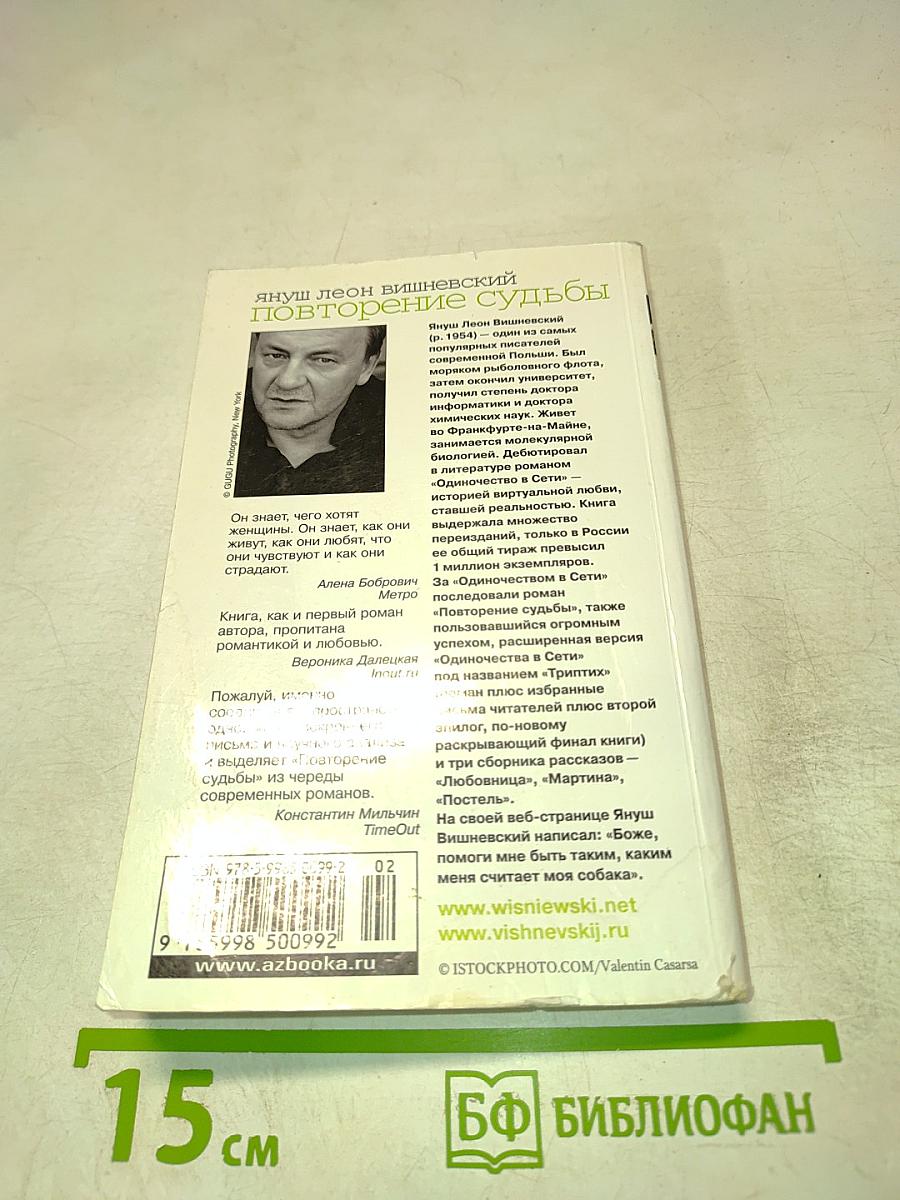 ЯНУШ ЛЕОН ВИШНЕВСКИЙ
ПОВТОРЕНИЕ СУДЬБЫ
© GUGU Photography, New York
Он знает, чего хотят
женщины. Он знает, как они
живут, как они любят, что
они чувствуют и как они
страдают.
Алена Бобрович
Метро
Книга, как и первый роман
автора, пропитана
романтикой и любовью.
Вероника Далецкая
Inout.ru
Пожалуй, именно
письма и научного
и выделяет «Повторение
судьбы» из череды
современных романов.
Константин Мильчин
TimeOut
02
500992
www.azbooka.ru
Януш Леон Вишневский
(р. 1954) — один из самых
популярных писателей
современной Польши. Был
моряком рыболовного флота,
затем окончил университет,
получил степень доктора
информатики и доктора
химических наук. Живет
во Франкфурте-на-Майне,
занимается молекулярной
биологией. Дебютировал
в литературе романом
«Одиночество в Сети» —
историей виртуальной любви,
ставшей реальностью. Книга
выдержала множество
переизданий, только в России
ее общий тираж превысил
1 миллион экземпляров.
За «Одиночеством в Сети»
последовали роман
«Повторение судьбы», также
пользовавшийся огромным
успехом, расширенная версия
«Одиночества в Сети»
под названием «Триптих»
(роман плюс избранные
письма читателей плюс второй
эпилог, по-новому
раскрывающий финал книги)
и три сборника рассказов —
«Любовница», «Мартина»,
«Постель».
На своей веб-странице Януш
Вишневский написал: «Боже,
помоги мне быть таким, каким
меня считает моя собака».
www.wisniewski.net
www.vishnevskij.ru
© ISTOCKPHOTO.COM/Valentin Casarsa
15 см
БФ БИБЛИОФАН